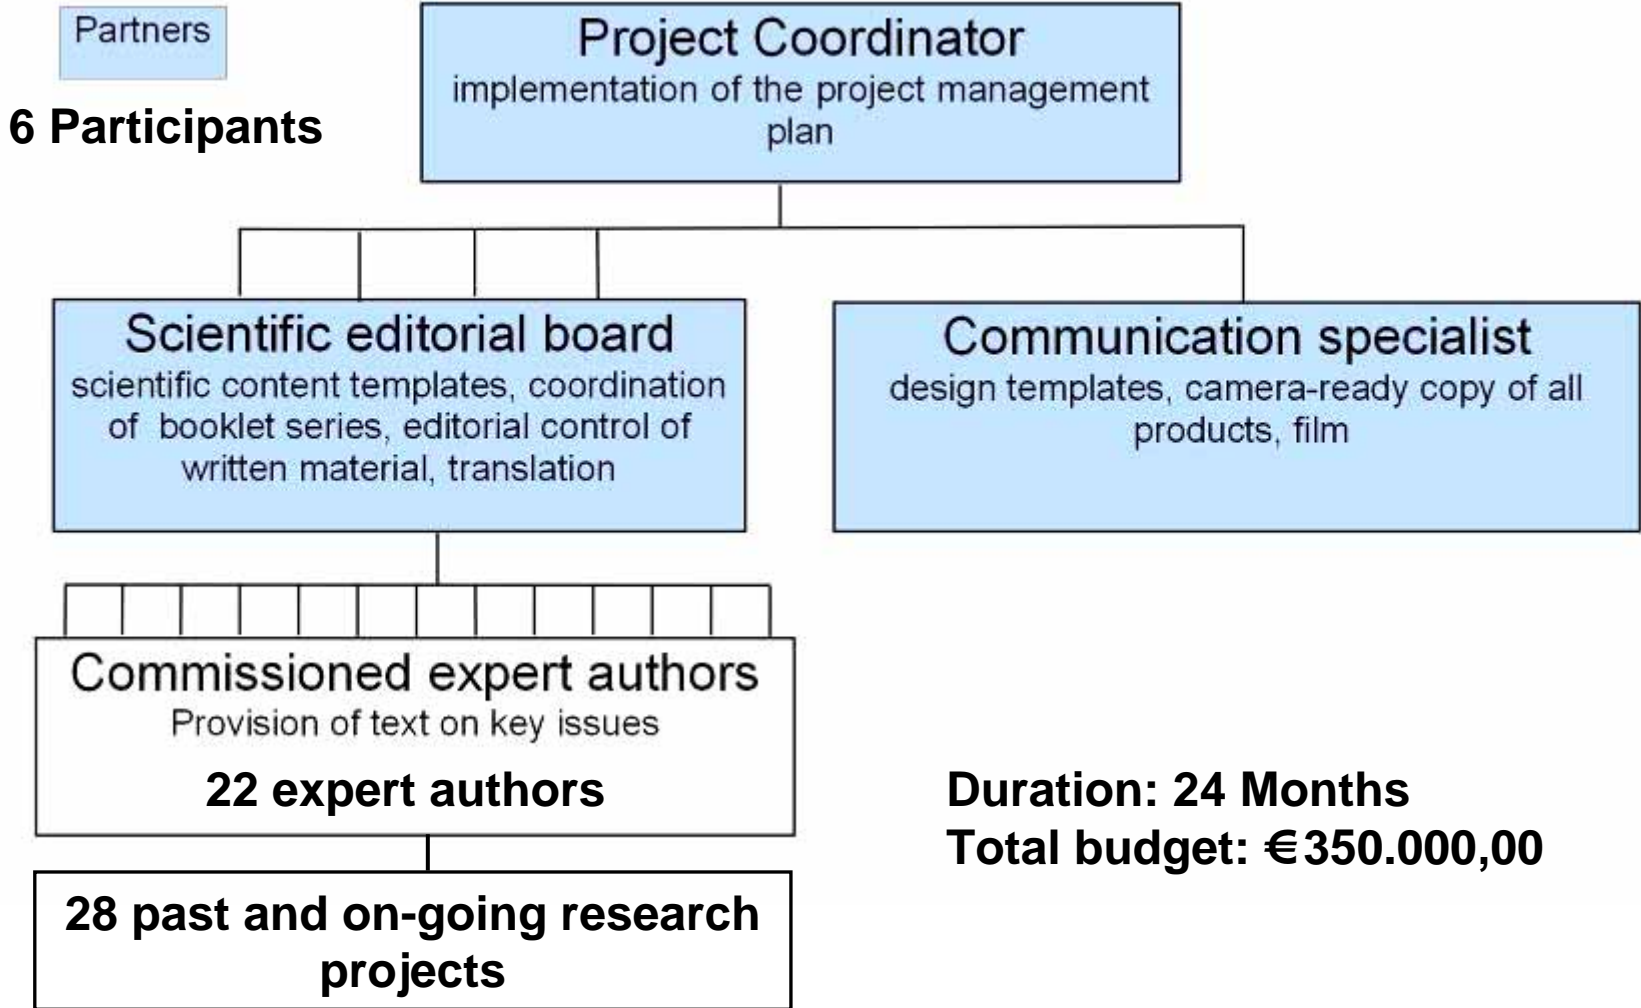 Partners
6 Participants
Project Coordinator
implementation of the project management
plan
Scientific editorial board
scientific content templates, coordination
of booklet series, editorial control of
written material, translation
Communication specialist
design templates, camera-ready copy of all
products, film
Commissioned expert authors
Provision of text on key issues
22 expert authors
28 past and on-going research
projects
Duration: 24 Months
Total budget: €350.000,00